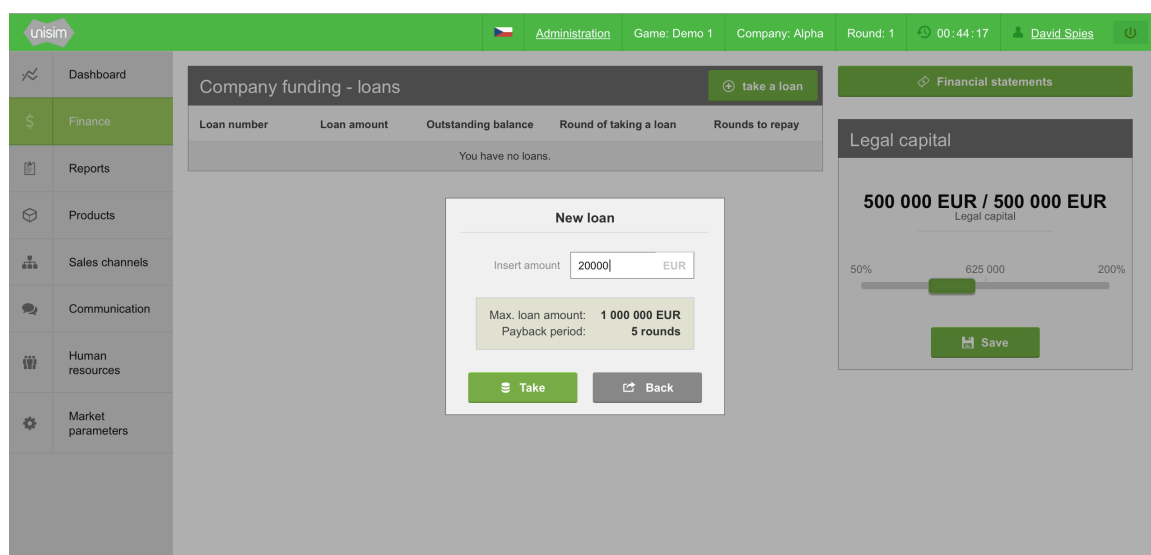 unisim
Administration
Game: Demo 1
Company: Alpha
Round: 1
00:44:17
David Spies
Dashboard
Finance
Reports
Products
Sales channels
Communication
Human
resources
Market
parameters
Company funding - loans
take a loan
Loan number Loan amount Outstanding balance Round of taking a loan Rounds to repay
You have no loans.
New loan
Insert amount 20000 EUR
Max. loan amount: 1 000 000 EUR
Payback period: 5 rounds
Take
Back
Financial statements
Legal capital
500 000 EUR / 500 000 EUR
Legal capital
50% 625 000 200%
Save